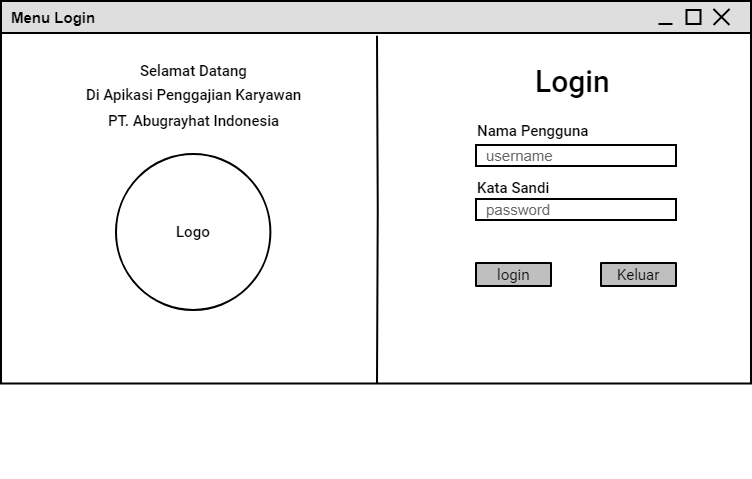 Menu Login
Selamat Datang
Di Apikasi Penggajian Karyawan
PT. Abugrayhat Indonesia
Logo
Login
Nama Pengguna
username
Kata Sandi
password
login
Keluar